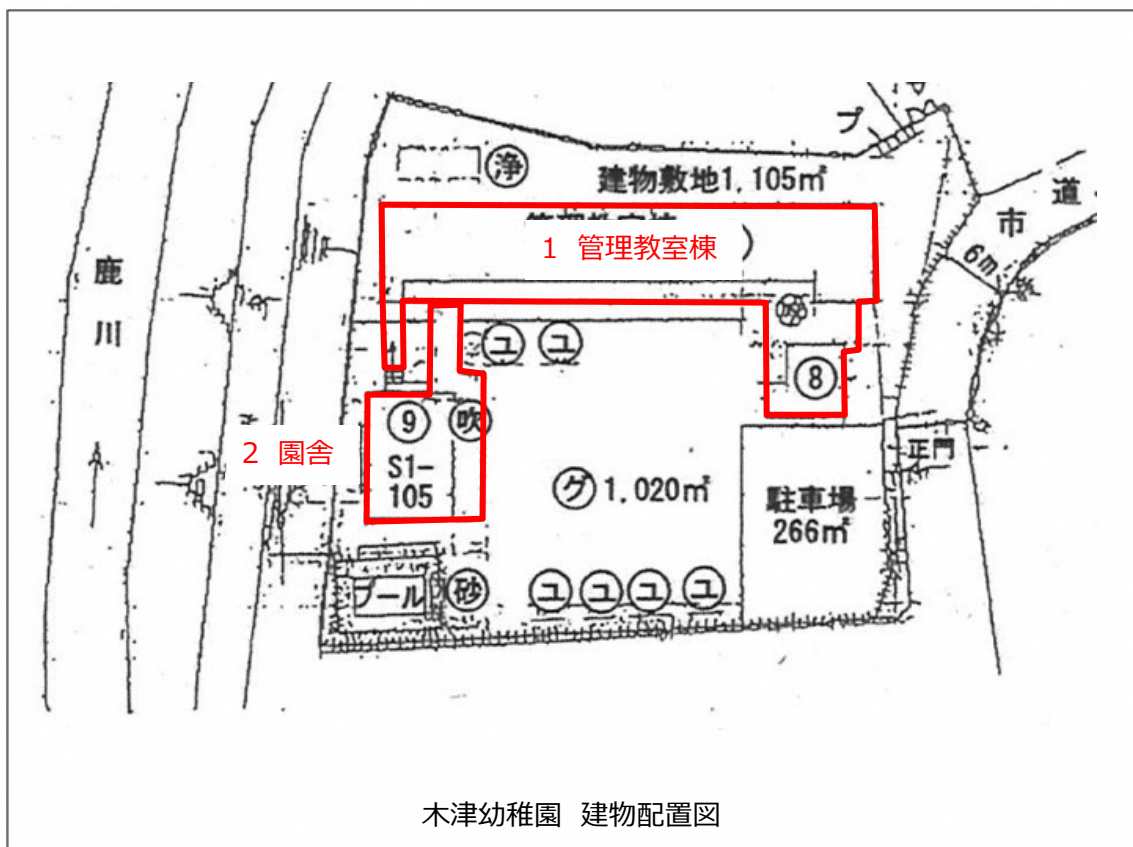 プ
浄
建物敷地1,105㎡
道
市
6m
1 管理教室棟
)
鹿
川
ユ
ユ
8
9
吹
2 園舎
S1-
105
グ 1,020㎡
正門
駐車場
266㎡
プール
砂
ユ
ユ
ユ
ユ
木津幼稚園 建物配置図